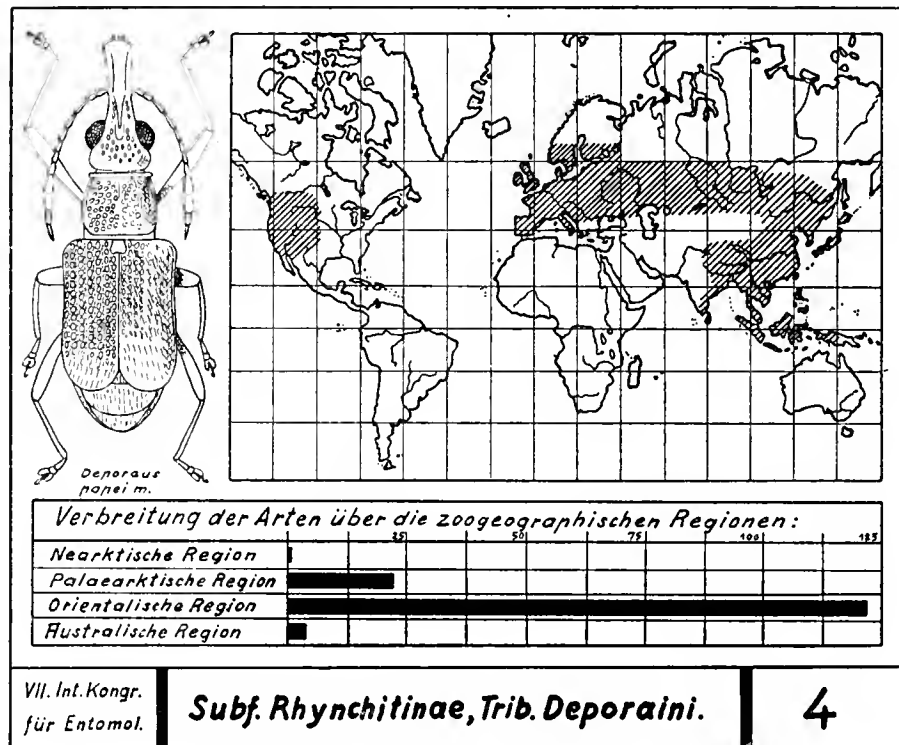 Deporaus
papei m.
Verbreitung der Arten über die zoogeographischen Regionen:
25 50 75 100 125
Nearktische Region
Palaearktische Region
Orientalische Region
Australische Region
VII. Int. Kongr.
für Entomol.
Subf. Rhynchitinae, Trib. Deporaini.
4